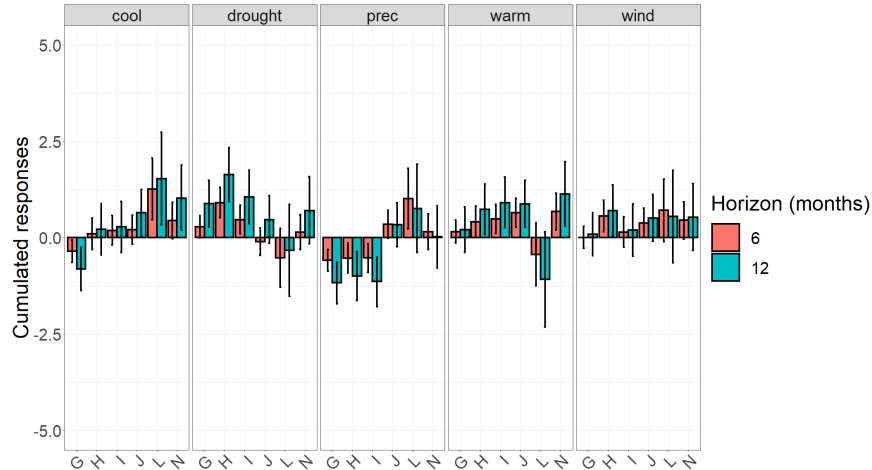 cool drought prec warm wind
Cumulated responses
5.0
2.5
0.0
-2.5
-5.0
G H I J L N G H I J L N G H I J L N G H I J L N G H I J L N
Horizon (months)
6
12